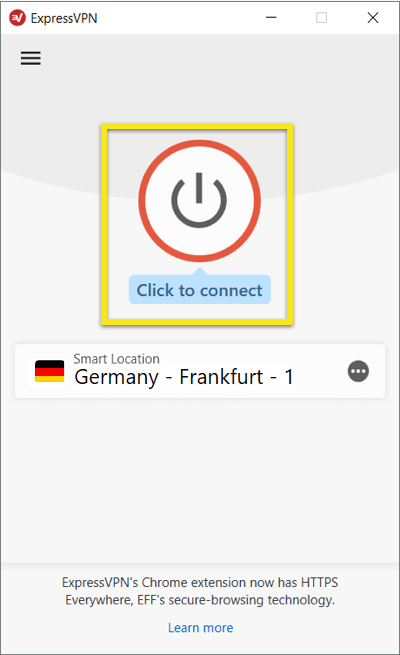 ExpressVPN
Click to connect
Smart Location
Germany - Frankfurt - 1
ExpressVPN's Chrome extension now has HTTPS
Everywhere, EFF's secure-browsing technology.
Learn more